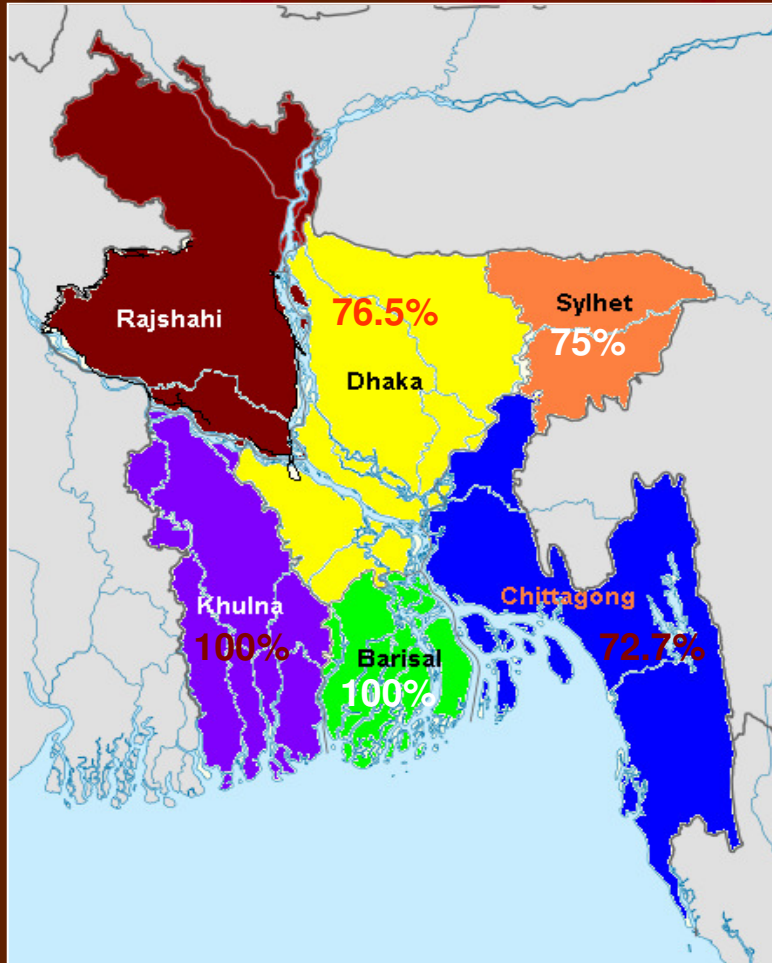 Rajshahi
76.5%
Dhaka
Sylhet
75%
Khulna
100%
Barisal
100%
Chittagong
72.7%